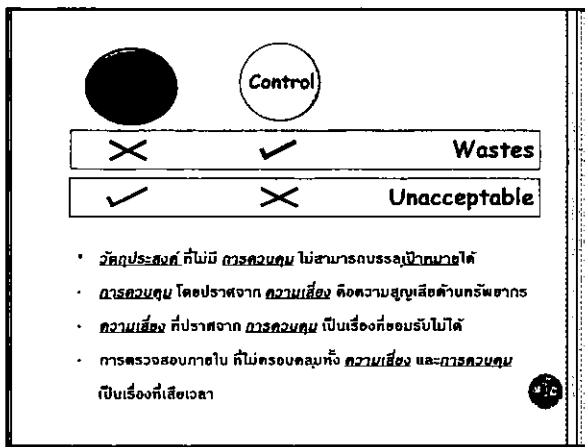 Control
Wastes
Unacceptable
• วัตถุประสงค์ ที่ไม่มี การควบคุม ไม่สามารถบรรลุเป้าหมายได้
• การควบคุม โดยปราศจาก ความเสี่ยง คือความสูญเสียด้านทรัพยากร
• ความเสี่ยง ที่ปราศจาก การควบคุม เป็นเรื่องที่ยอมรับไม่ได้
• การตรวจสอบภายใน ที่ไม่ครอบคลุมทั้ง ความเสี่ยง และการควบคุม
เป็นเรื่องที่เสียเวลา